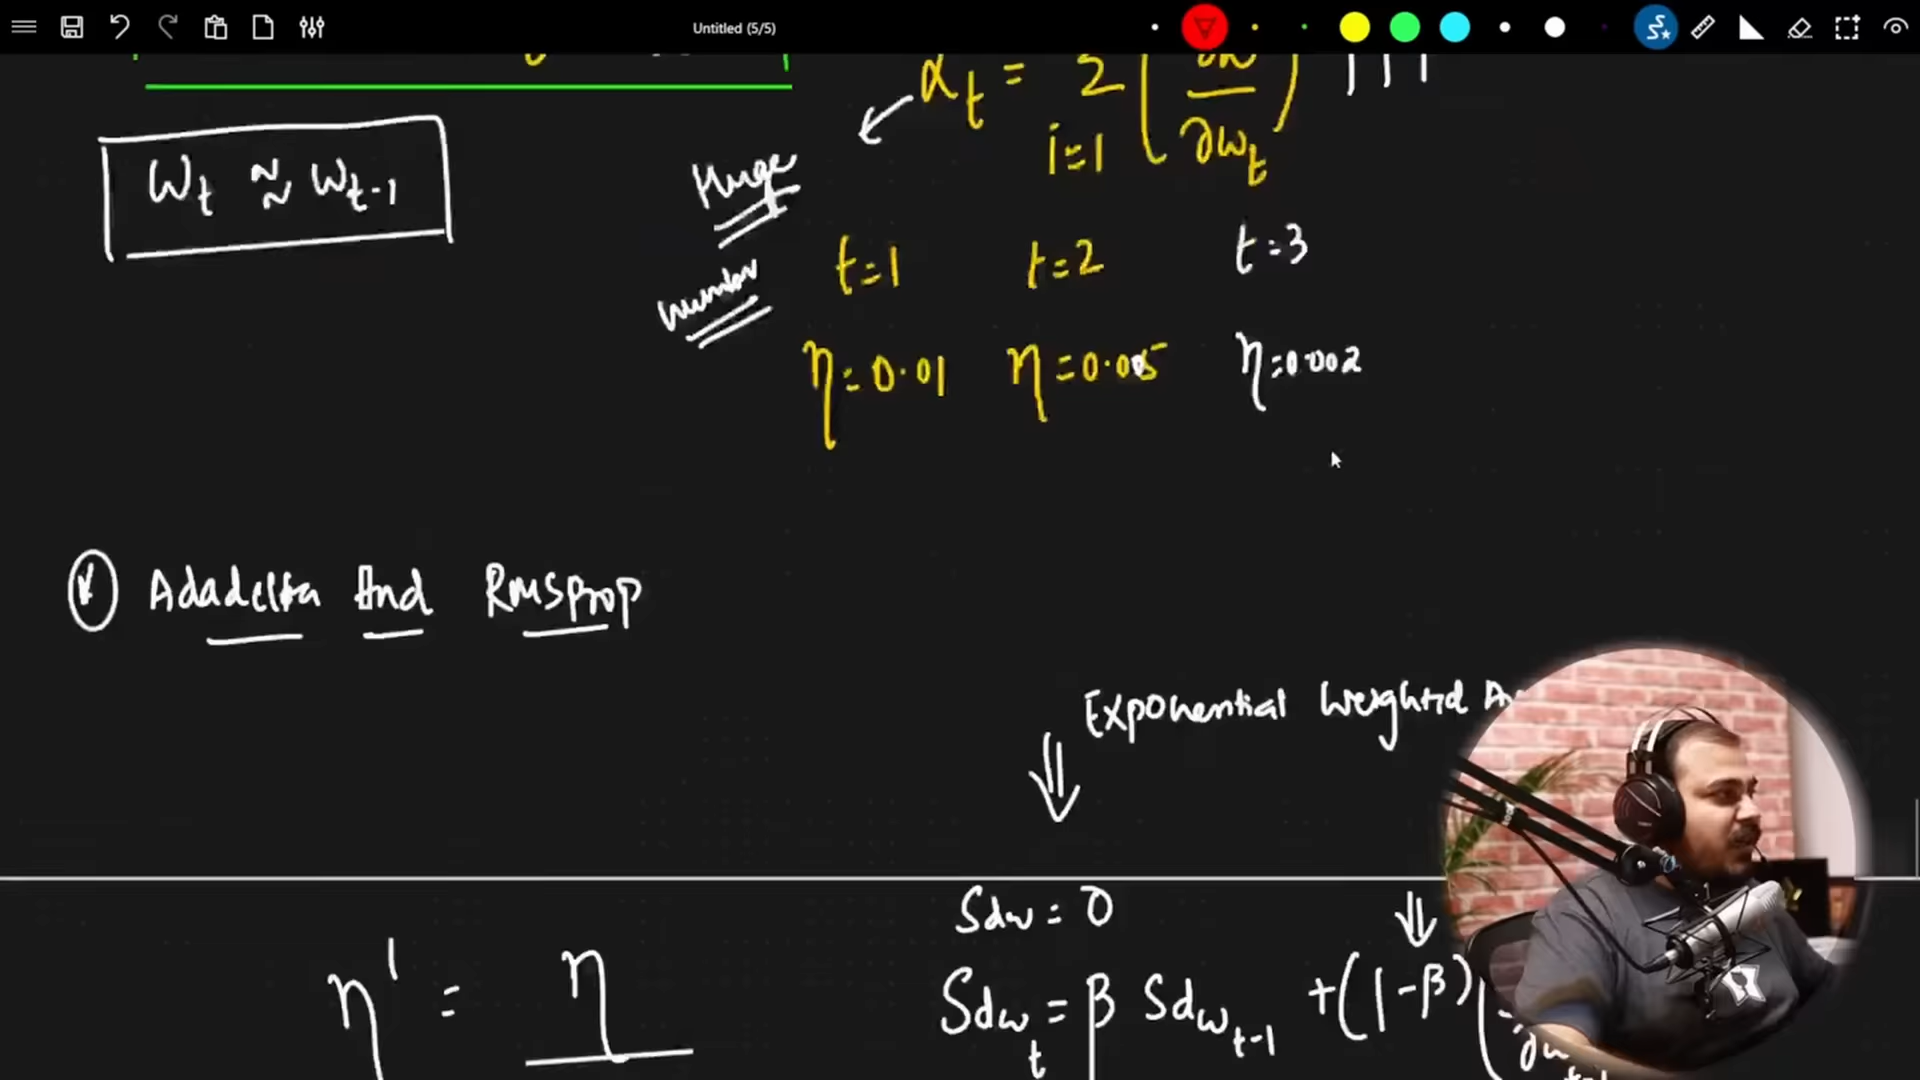 Untitled (5/5)
αt = Σ i=1 ( ∂wt )
Wt ≈ Wt-1
Huge
number
t=1 t=2 t=3
η=0.01 η=0.005 η=0.002
Adadelta And RMSProp
Exponential Weighted
Sdw = 0
η' = η
Sdwt = β Sdwt-1 + (1-β)